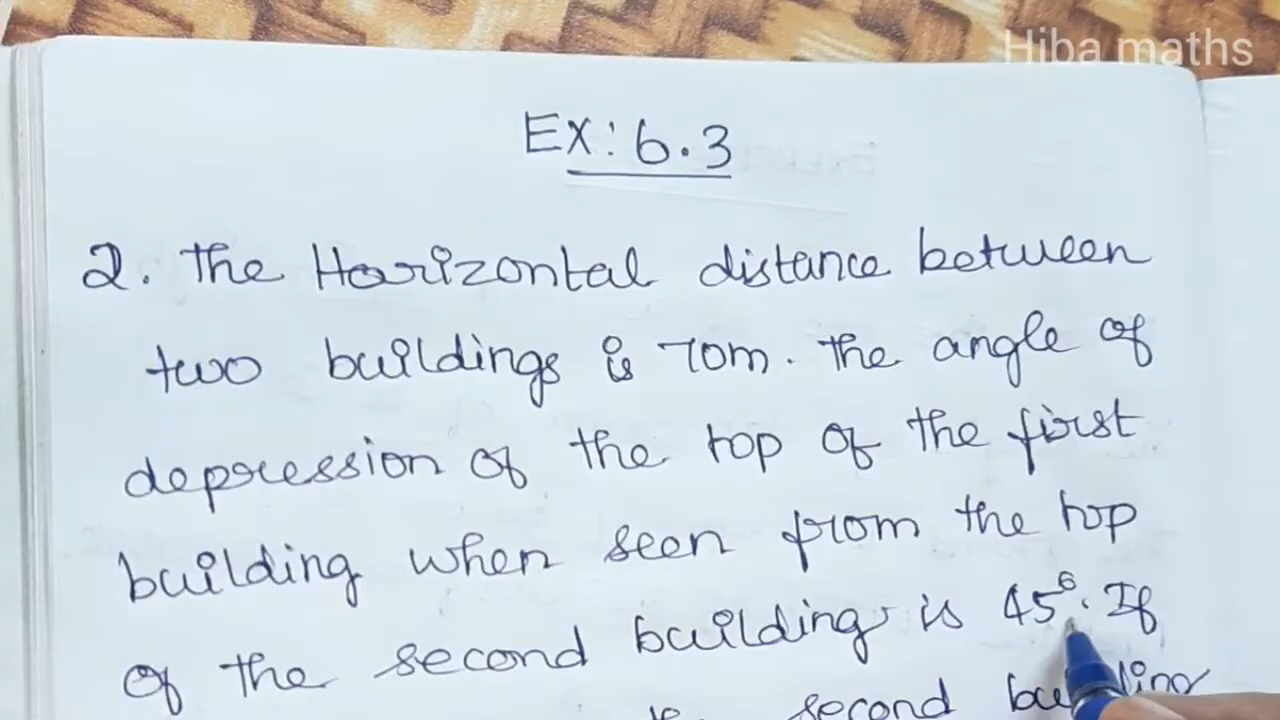 Hiba maths
Ex: 6.3
2. The Horizontal distance between
two buildings is 70m. The angle of
depression of the top of the first
building when seen from the top
of the second building is 45°. If
second